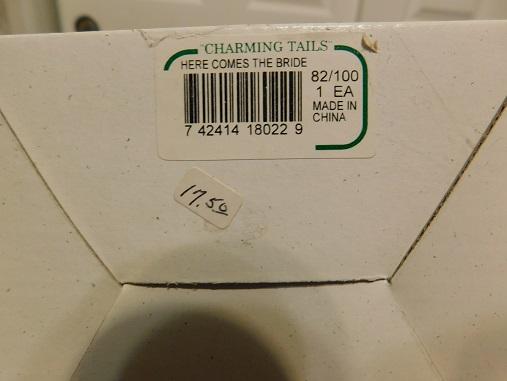 "CHARMING TAILS"
HERE COMES THE BRIDE
82/100
1 EA
MADE IN
CHINA
7 42414 18022 9
17.50